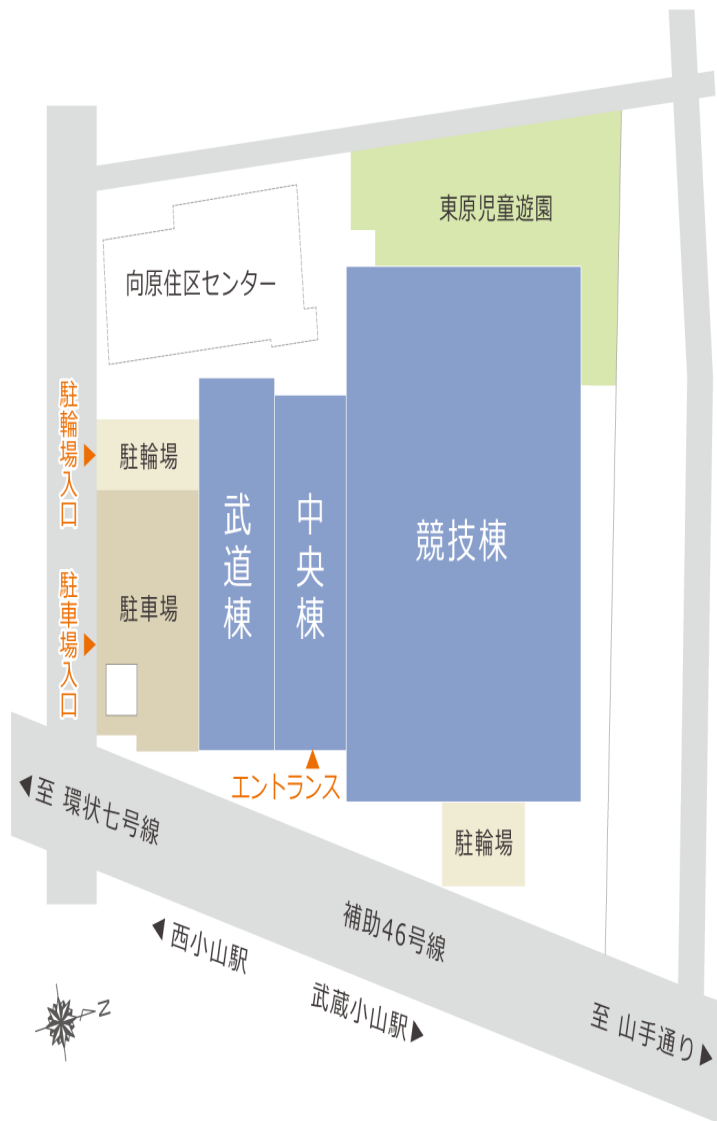 東原児童遊園
向原住区センター
駐輪場入口
駐輪場
武道棟
中央棟
競技棟
駐車場入口
駐車場
エントランス
至 環状七号線
駐輪場
補助46号線
西小山駅
武蔵小山駅
至 山手通り
N